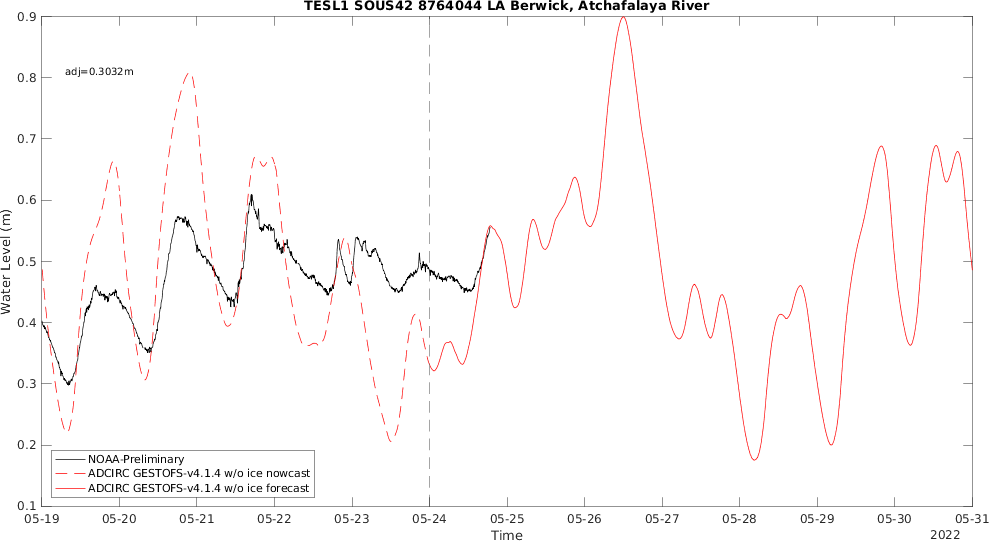 TESL1 SOUS42 8764044 LA Berwick, Atchafalaya River
adj=0.3032m
Water Level (m)
0.9
0.8
0.7
0.6
0.5
0.4
0.3
0.2
0.1
NOAA-Preliminary
ADCIRC GESTOFS-v4.1.4 w/o ice nowcast
ADCIRC GESTOFS-v4.1.4 w/o ice forecast
05-19 05-20 05-21 05-22 05-23 05-24 05-25 05-26 05-27 05-28 05-29 05-30 05-31
Time
2022